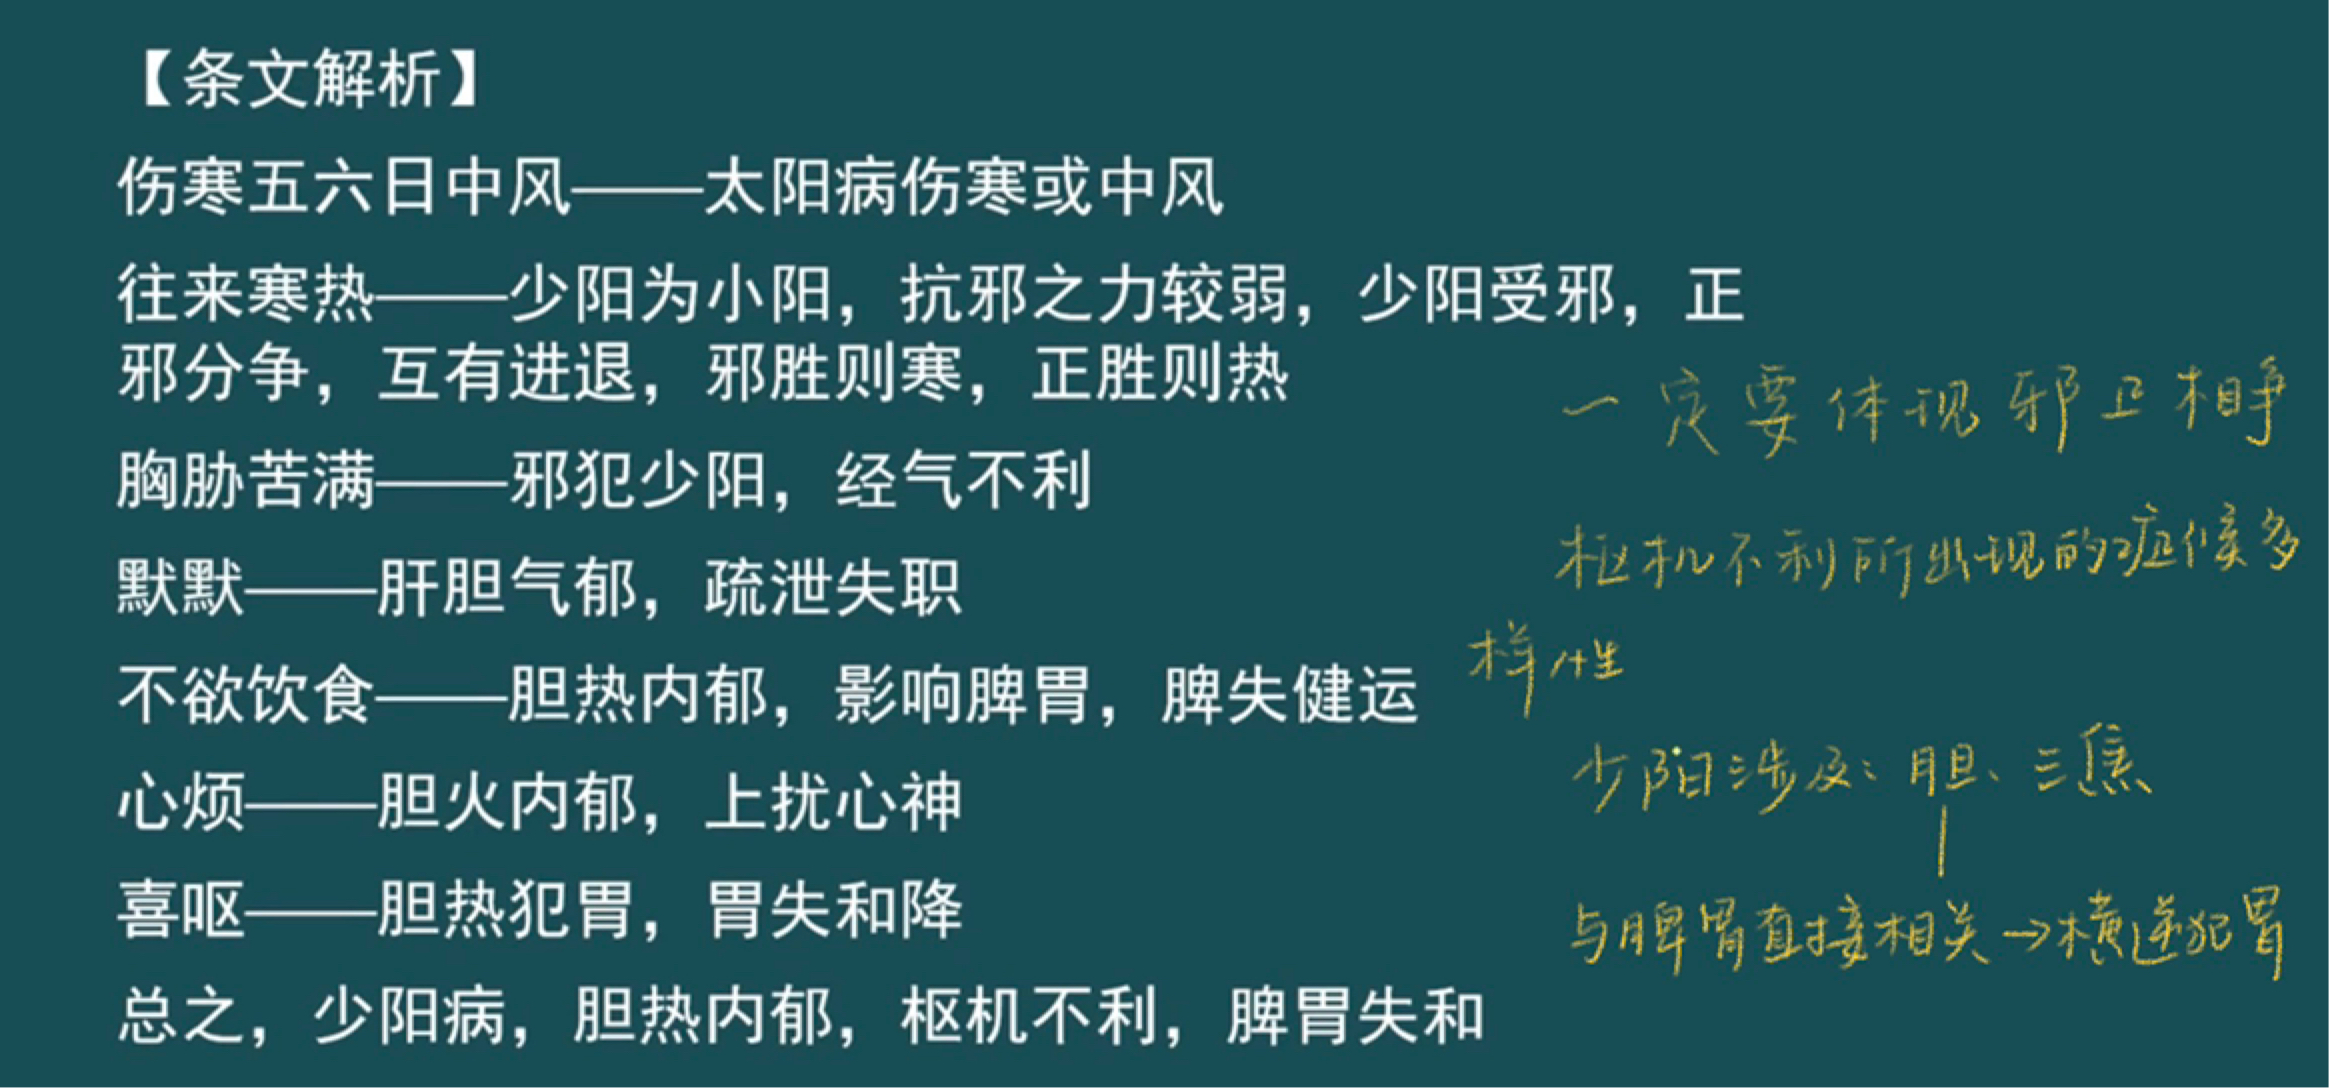 【条文解析】
伤寒五六日中风——太阳病伤寒或中风
往来寒热——少阳为小阳，抗邪之力较弱，少阳受邪，正
邪分争，互有进退，邪胜则寒，正胜则热
胸胁苦满——邪犯少阳，经气不利
默默——肝胆气郁，疏泄失职
不欲饮食——胆热内郁，影响脾胃，脾失健运
心烦——胆火内郁，上扰心神
喜呕——胆热犯胃，胃失和降
总之，少阳病，胆热内郁，枢机不利，脾胃失和
一定要体现邪正相争
枢机不利所出现的症候多
样性
少阳涉及：胆、三焦
与脾胃直接相关→横逆犯胃